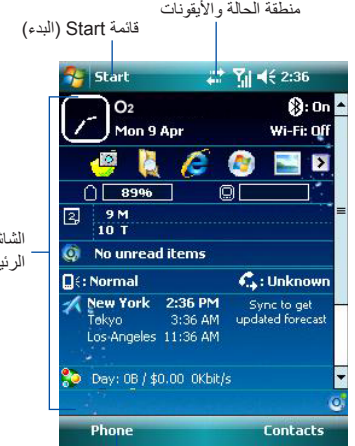 منطقة الحالة والأيقونات
قائمة Start (البدء)
Start 2:36
O2 : On
Mon 9 Apr Wi-Fi: Off
89%
2 9 M
10 T
No unread items
: Normal : Unknown
New York 2:36 PM Sync to get
Tokyo 3:36 AM updated forecast
Los Angeles 11:36 AM
Day: 0B / $0.00 0Kbit/s
Phone Contacts